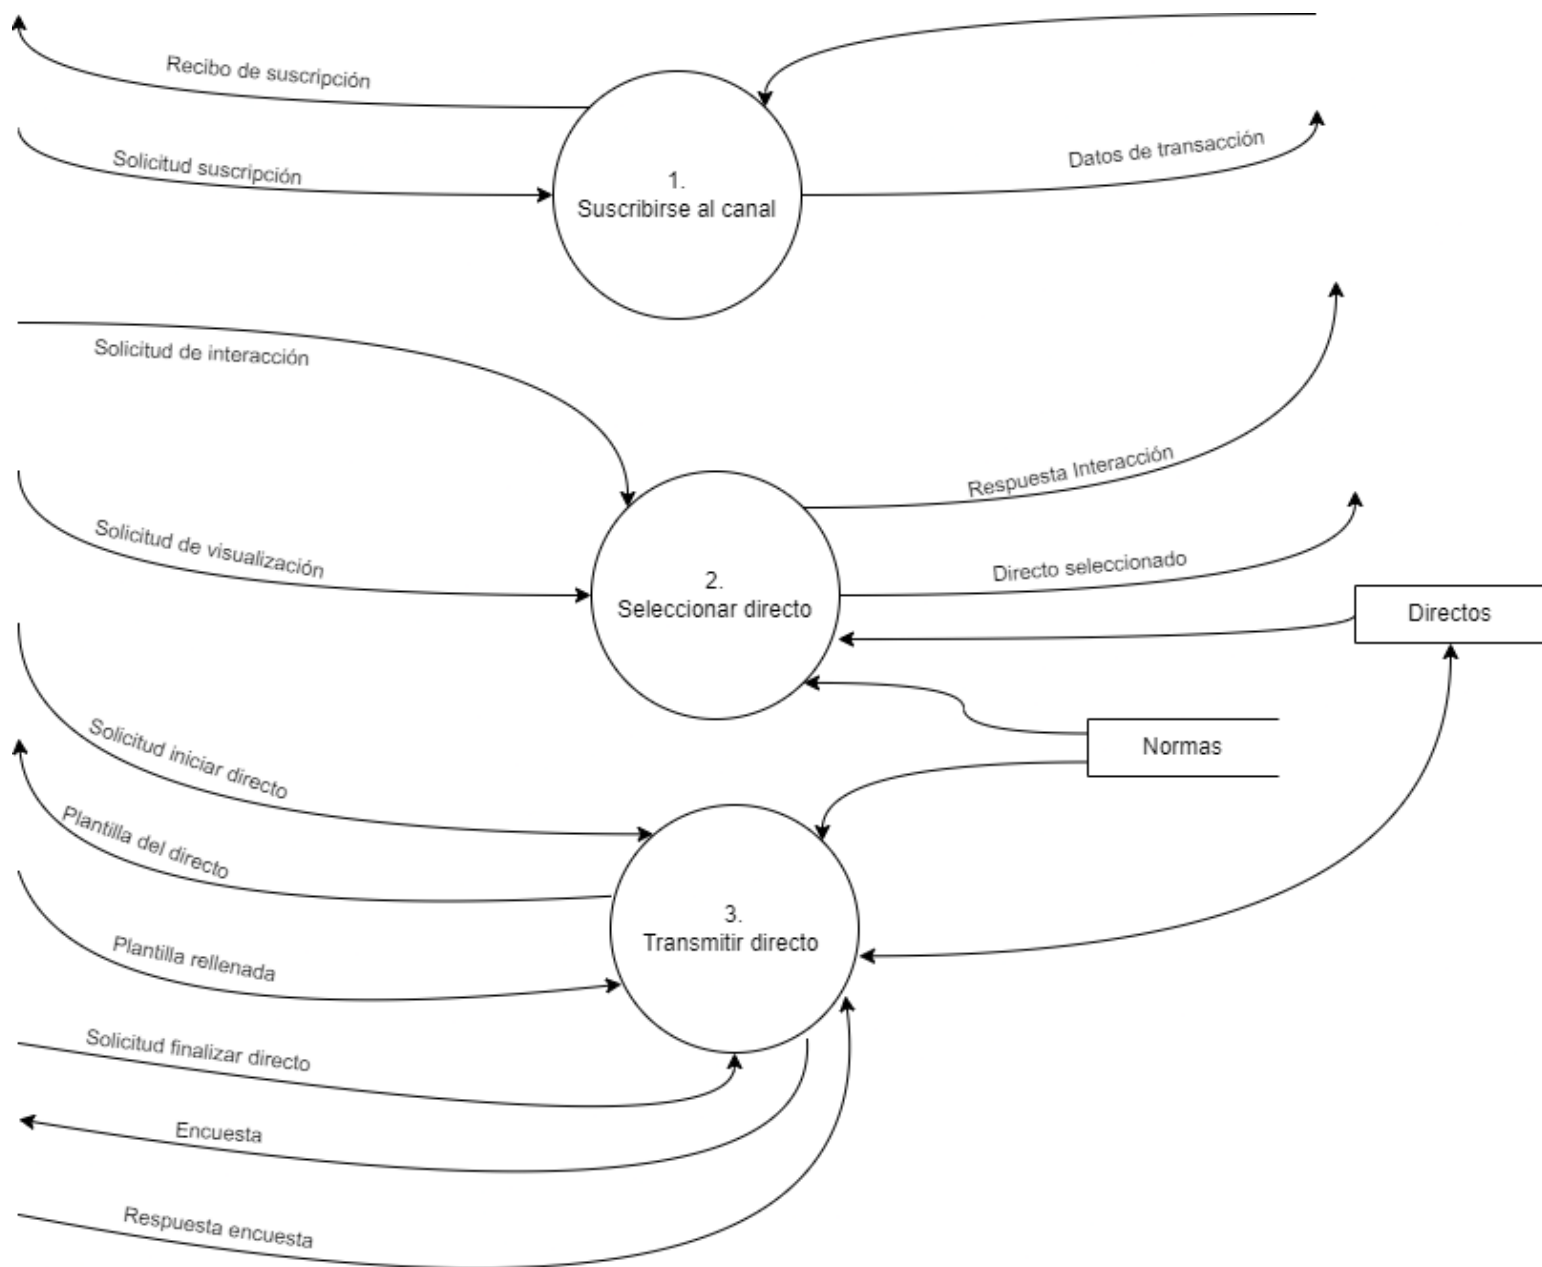 Recibo de suscripción
Solicitud suscripción
1.
Suscribirse al canal
Datos de transacción
Solicitud de interacción
Respuesta Interacción
Solicitud de visualización
2.
Seleccionar directo
Directo seleccionado
Directos
Normas
Solicitud iniciar directo
Plantilla del directo
3.
Transmitir directo
Plantilla rellenada
Solicitud finalizar directo
Encuesta
Respuesta encuesta